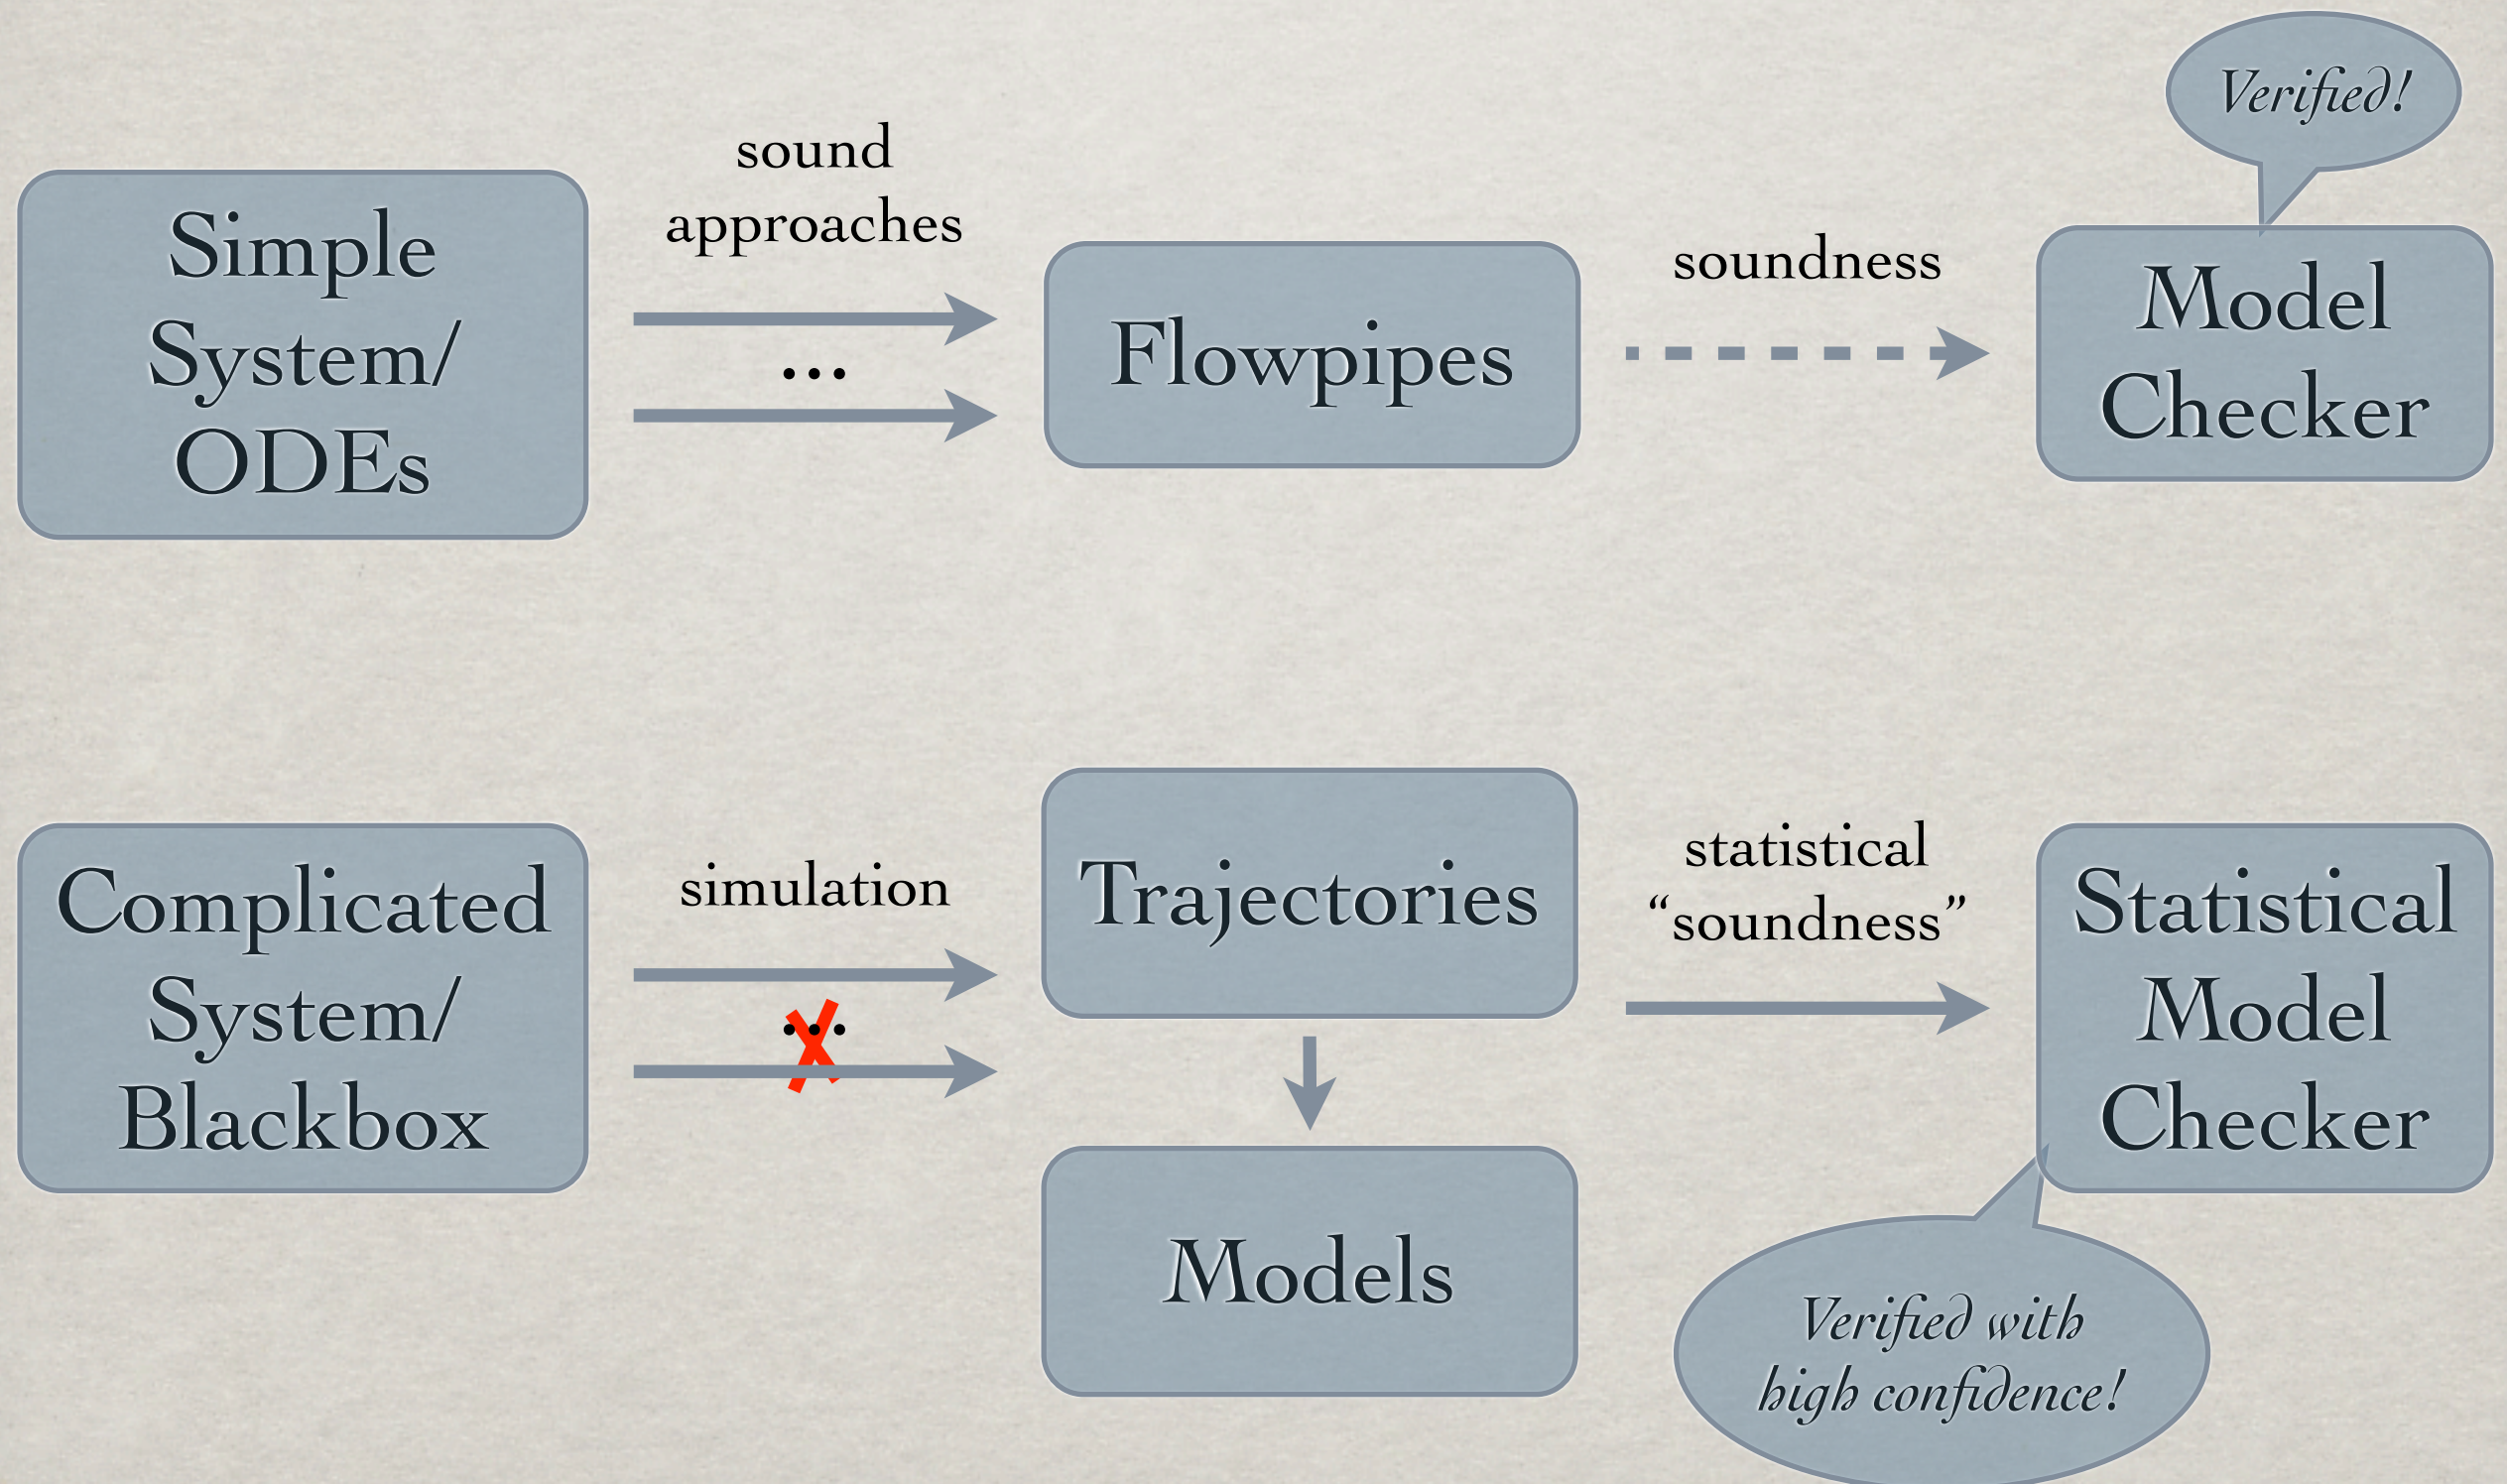 Verified!
sound
approaches
Simple
System/
ODEs
...
Flowpipes
soundness
Model
Checker
Complicated
System/
Blackbox
simulation
...
Trajectories
statistical
“soundness”
Statistical
Model
Checker
Models
Verified with
high confidence!